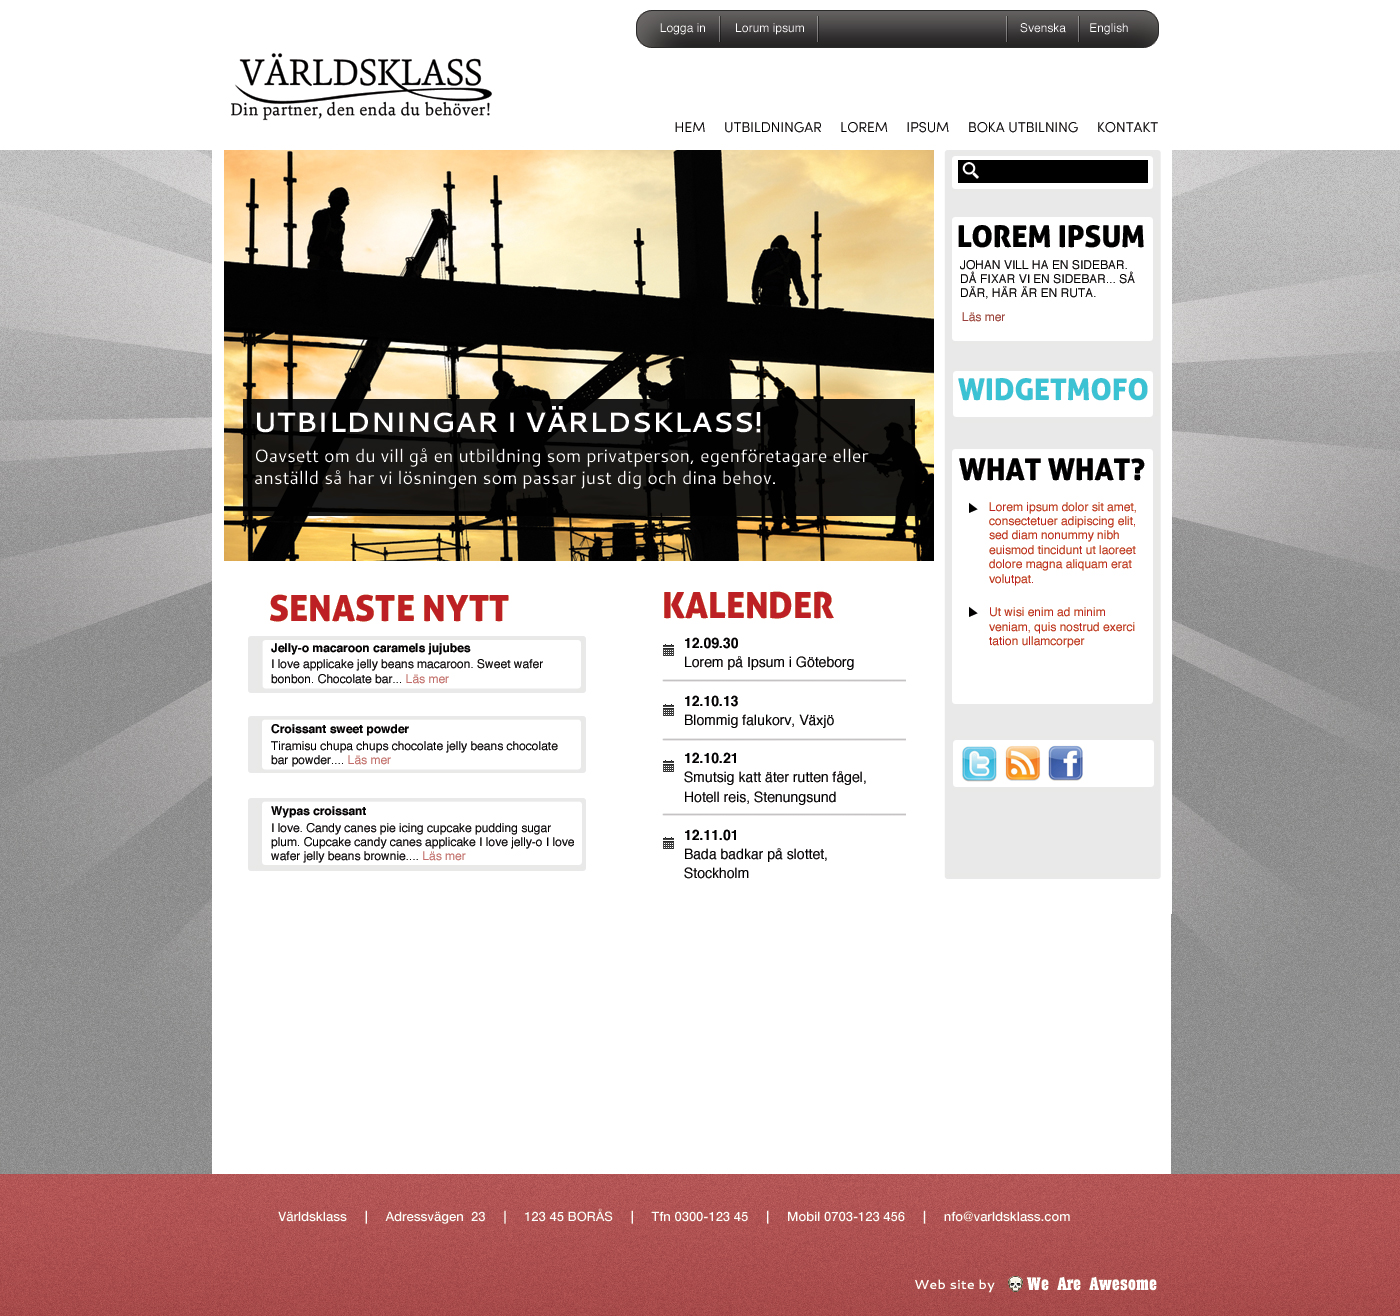 Logga in
Lorum ipsum
Svenska
English
VÄRLDSKLASS
Din partner, den enda du behöver!
HEM UTBILDNINGAR LOREM IPSUM BOKA UTBILNING KONTAKT
UTBILDNINGAR I VÄRLDSKLASS!
Oavsett om du vill gå en utbildning som privatperson, egenföretagare eller
anställd så har vi lösningen som passar just dig och dina behov.
LOREM IPSUM
JOHAN VILL HA EN SIDEBAR.
DÅ FIXAR VI EN SIDEBAR... SÅ
DÄR, HÄR ÄR EN RUTA.
Läs mer
WIDGETMOFO
WHAT WHAT?
Lorem ipsum dolor sit amet,
consectetuer adipiscing elit,
sed diam nonummy nibh
euismod tincidunt ut laoreet
dolore magna aliquam erat
volutpat.
Ut wisi enim ad minim
veniam, quis nostrud exerci
tation ullamcorper
SENASTE NYTT
Jelly-o macaroon caramels jujubes
I love applicake jelly beans macaroon. Sweet wafer
bonbon. Chocolate bar... Läs mer
Croissant sweet powder
Tiramisu chupa chups chocolate jelly beans chocolate
bar powder.... Läs mer
Wypas croissant
I love. Candy canes pie icing cupcake pudding sugar
plum. Cupcake candy canes applicake I love jelly-o I love
wafer jelly beans brownie.... Läs mer
KALENDER
12.09.30
Lorem på Ipsum i Göteborg
12.10.13
Blommig falukorv, Växjö
12.10.21
Smutsig katt äter rutten fågel,
Hotell reis, Stenungsund
12.11.01
Bada badkar på slottet,
Stockholm
Världsklass | Adressvägen 23 | 123 45 BORÅS | Tfn 0300-123 45 | Mobil 0703-123 456 | nfo@varldsklass.com
Web site by We Are Awesome